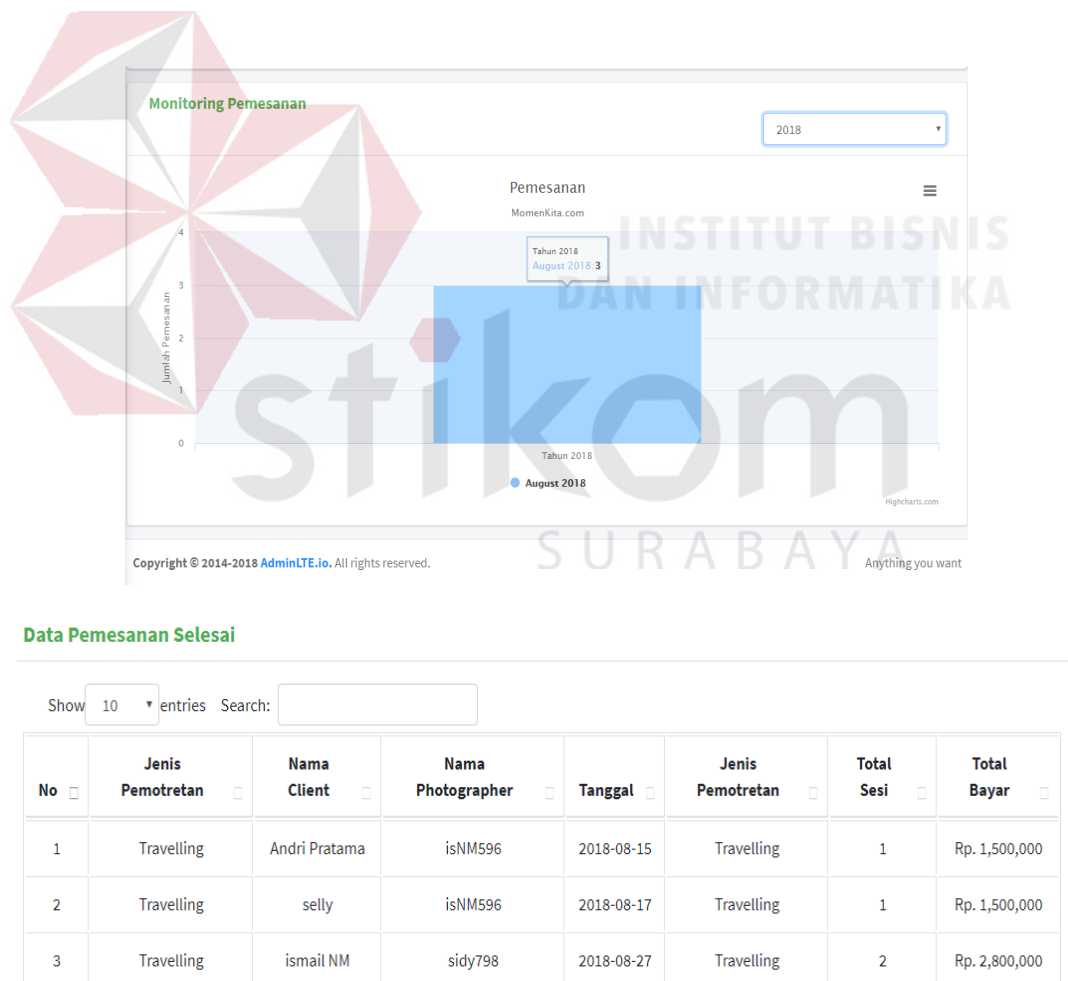 Monitoring Pemesanan
2018
Pemesanan
MomenKita.com
INSTITUT BISNIS
DAN INFORMATIKA
stikom
SURABAYA
Tahun 2018
August 2018: 3
Jumlah Pemesanan
4
3
2
1
0
Tahun 2018
August 2018
Highcharts.com
Copyright © 2014-2018 AdminLTE.io. All rights reserved.
Anything you want
Data Pemesanan Selesai
Show 10 entries Search:
No Jenis Pemotretan Nama Client Nama Photographer Tanggal Jenis Pemotretan Total Sesi Total Bayar
1 Travelling Andri Pratama isNM596 2018-08-15 Travelling 1 Rp. 1,500,000
2 Travelling selly isNM596 2018-08-17 Travelling 1 Rp. 1,500,000
3 Travelling ismail NM sidy798 2018-08-27 Travelling 2 Rp. 2,800,000